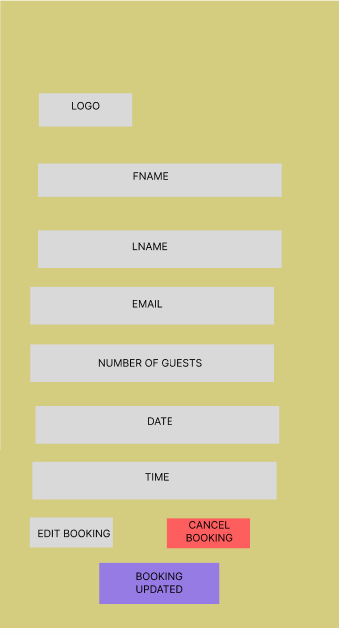 LOGO
FNAME
LNAME
EMAIL
NUMBER OF GUESTS
DATE
TIME
EDIT BOOKING
CANCEL
BOOKING
BOOKING
UPDATED